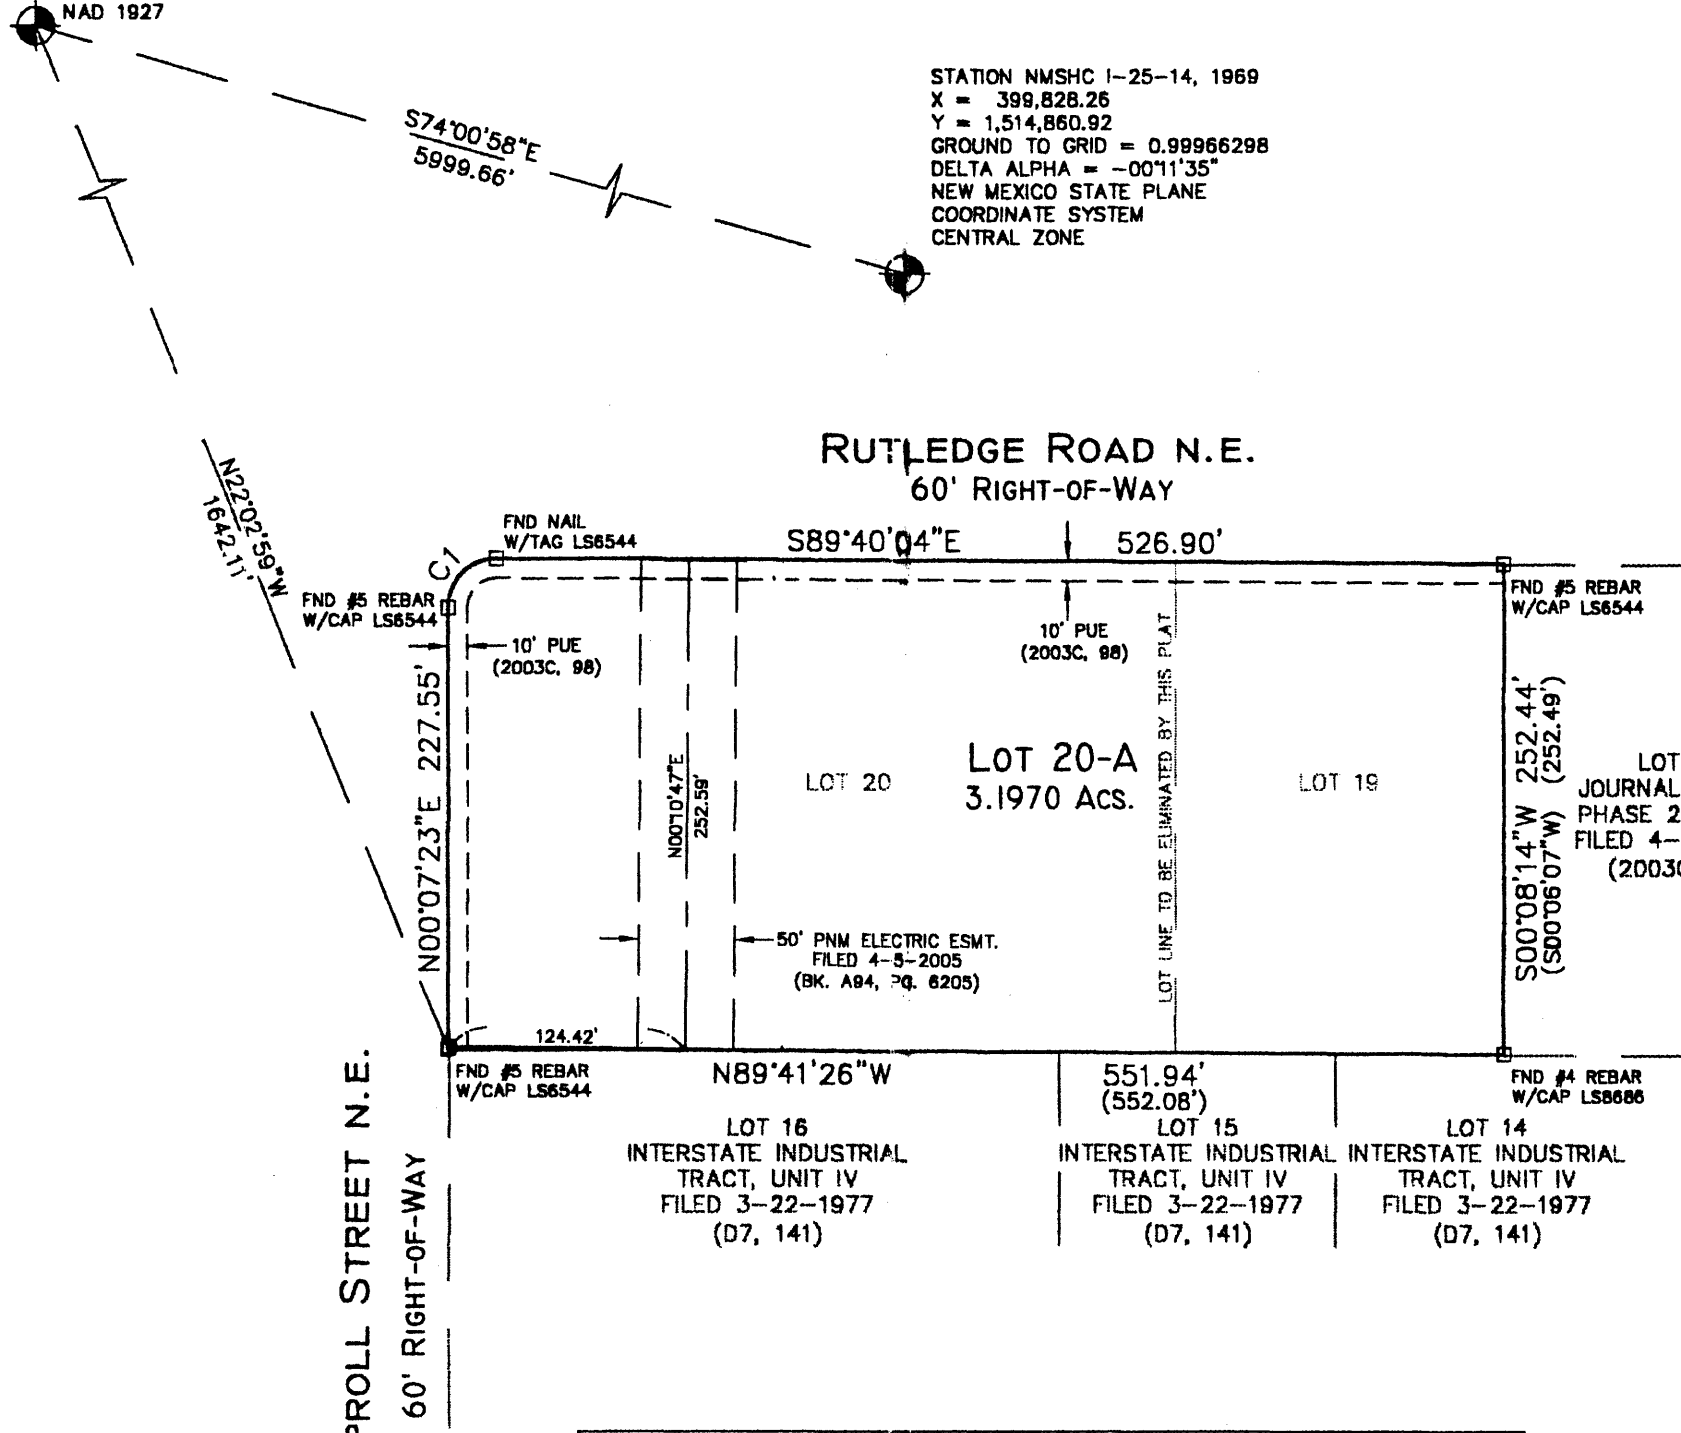 NAD 1927
STATION NMSHC I-25-14, 1969
X = 399,828.26
Y = 1,514,860.92
GROUND TO GRID = 0.99966298
DELTA ALPHA = -00°11'35"
NEW MEXICO STATE PLANE
COORDINATE SYSTEM
CENTRAL ZONE
S74°00'58"E
5999.66'
N22°02'59"W
1642.11'
RUTLEDGE ROAD N.E.
60' RIGHT-OF-WAY
FND NAIL
W/TAG LS6544
S89°40'04"E 526.90'
C1
FND #5 REBAR
W/CAP LS6544
FND #5 REBAR
W/CAP LS6544
10' PUE
(2003C, 98)
10' PUE
(2003C, 98)
N00°07'23"E 227.55'
N00°10'47"E
252.59'
LOT 20
LOT 20-A
3.1970 ACS.
LOT LINE TO BE ELIMINATED BY THIS PLAT
LOT 19
S00°08'14"W 252.44'
(S00°06'07"W) (252.49')
LOT
JOURNAL
PHASE 2
FILED 4-
(2003C
50' PNM ELECTRIC ESMT.
FILED 4-5-2005
(BK. A94, PG. 6205)
124.42'
FND #5 REBAR
W/CAP LS6544
N89°41'26"W
551.94'
(552.08')
FND #4 REBAR
W/CAP LS8686
LOT 16
INTERSTATE INDUSTRIAL
TRACT, UNIT IV
FILED 3-22-1977
(D7, 141)
LOT 15
INTERSTATE INDUSTRIAL
TRACT, UNIT IV
FILED 3-22-1977
(D7, 141)
LOT 14
INTERSTATE INDUSTRIAL
TRACT, UNIT IV
FILED 3-22-1977
(D7, 141)
PROLL STREET N.E.
60' RIGHT-OF-WAY